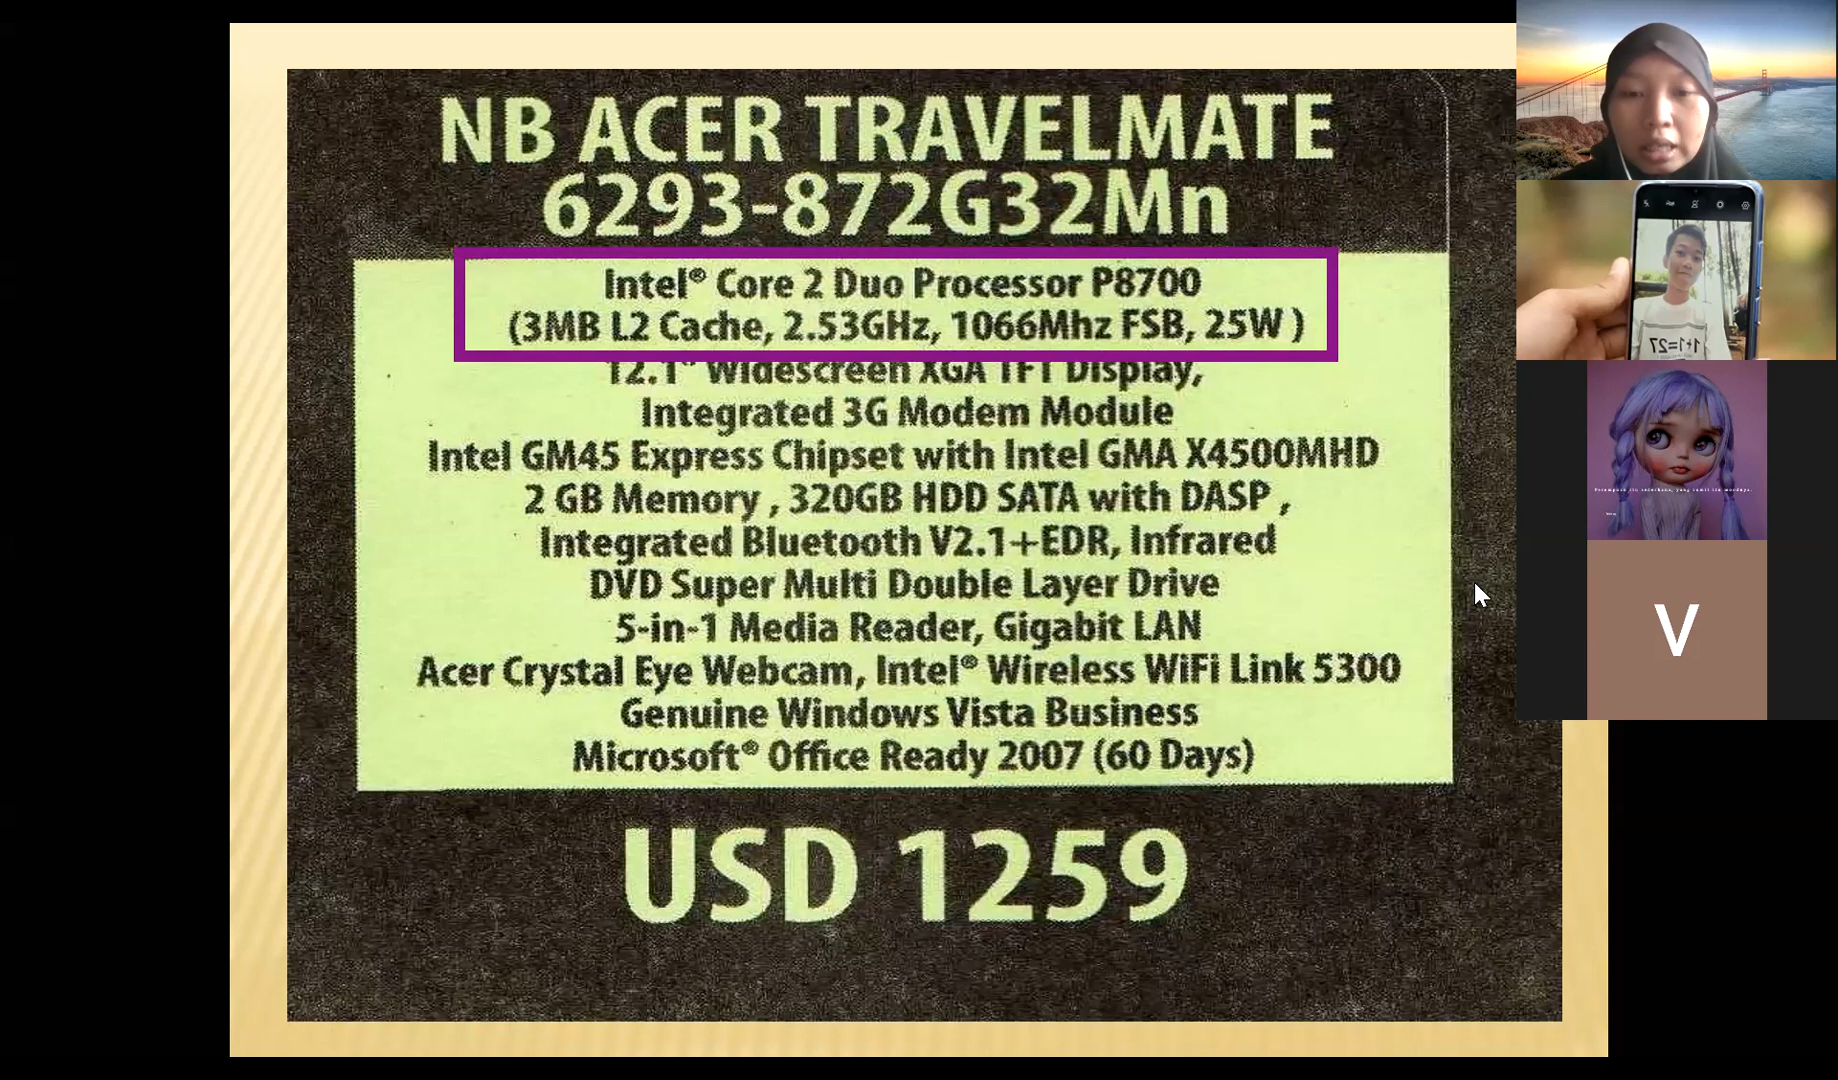 NB ACER TRAVELMATE
6293-872G32Mn
Intel® Core 2 Duo Processor P8700
(3MB L2 Cache, 2.53GHz, 1066Mhz FSB, 25W )
12.1" Widescreen XGA TFT Display,
Integrated 3G Modem Module
Intel GM45 Express Chipset with Intel GMA X4500MHD
2 GB Memory , 320GB HDD SATA with DASP ,
Integrated Bluetooth V2.1+EDR, Infrared
DVD Super Multi Double Layer Drive
5-in-1 Media Reader, Gigabit LAN
Acer Crystal Eye Webcam, Intel® Wireless WiFi Link 5300
Genuine Windows Vista Business
Microsoft® Office Ready 2007 (60 Days)
USD 1259
1+1=27
V